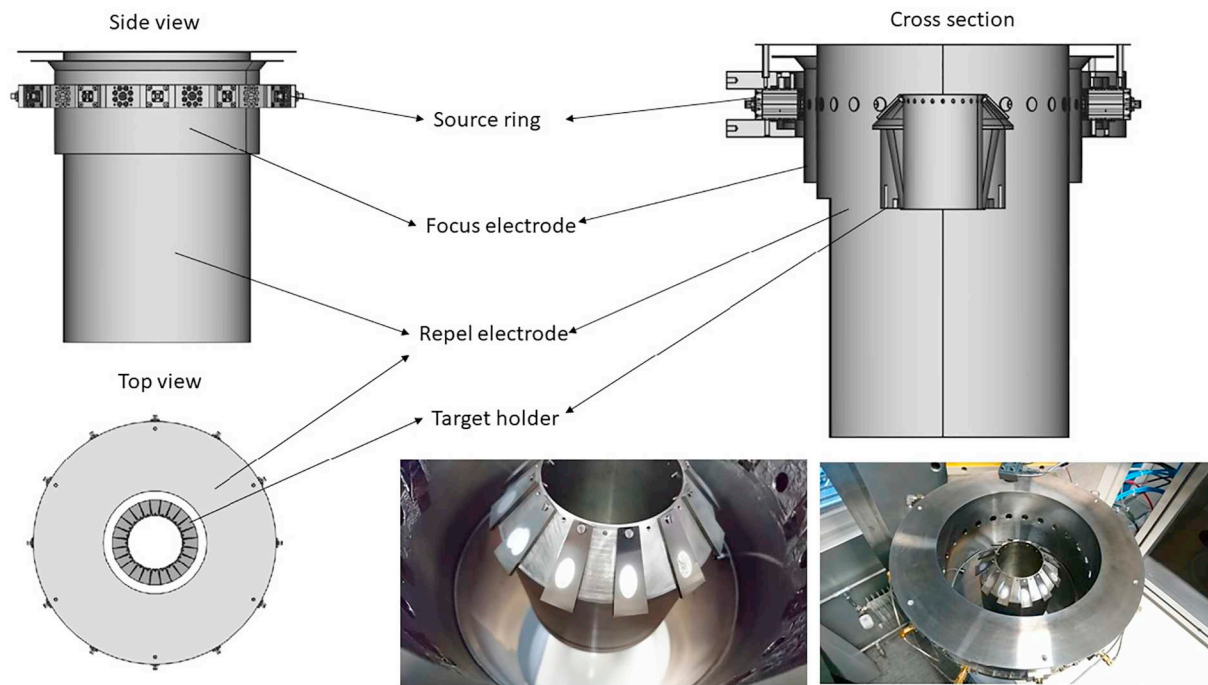 Side view
Cross section
Source ring
Focus electrode
Repel electrode
Top view
Target holder